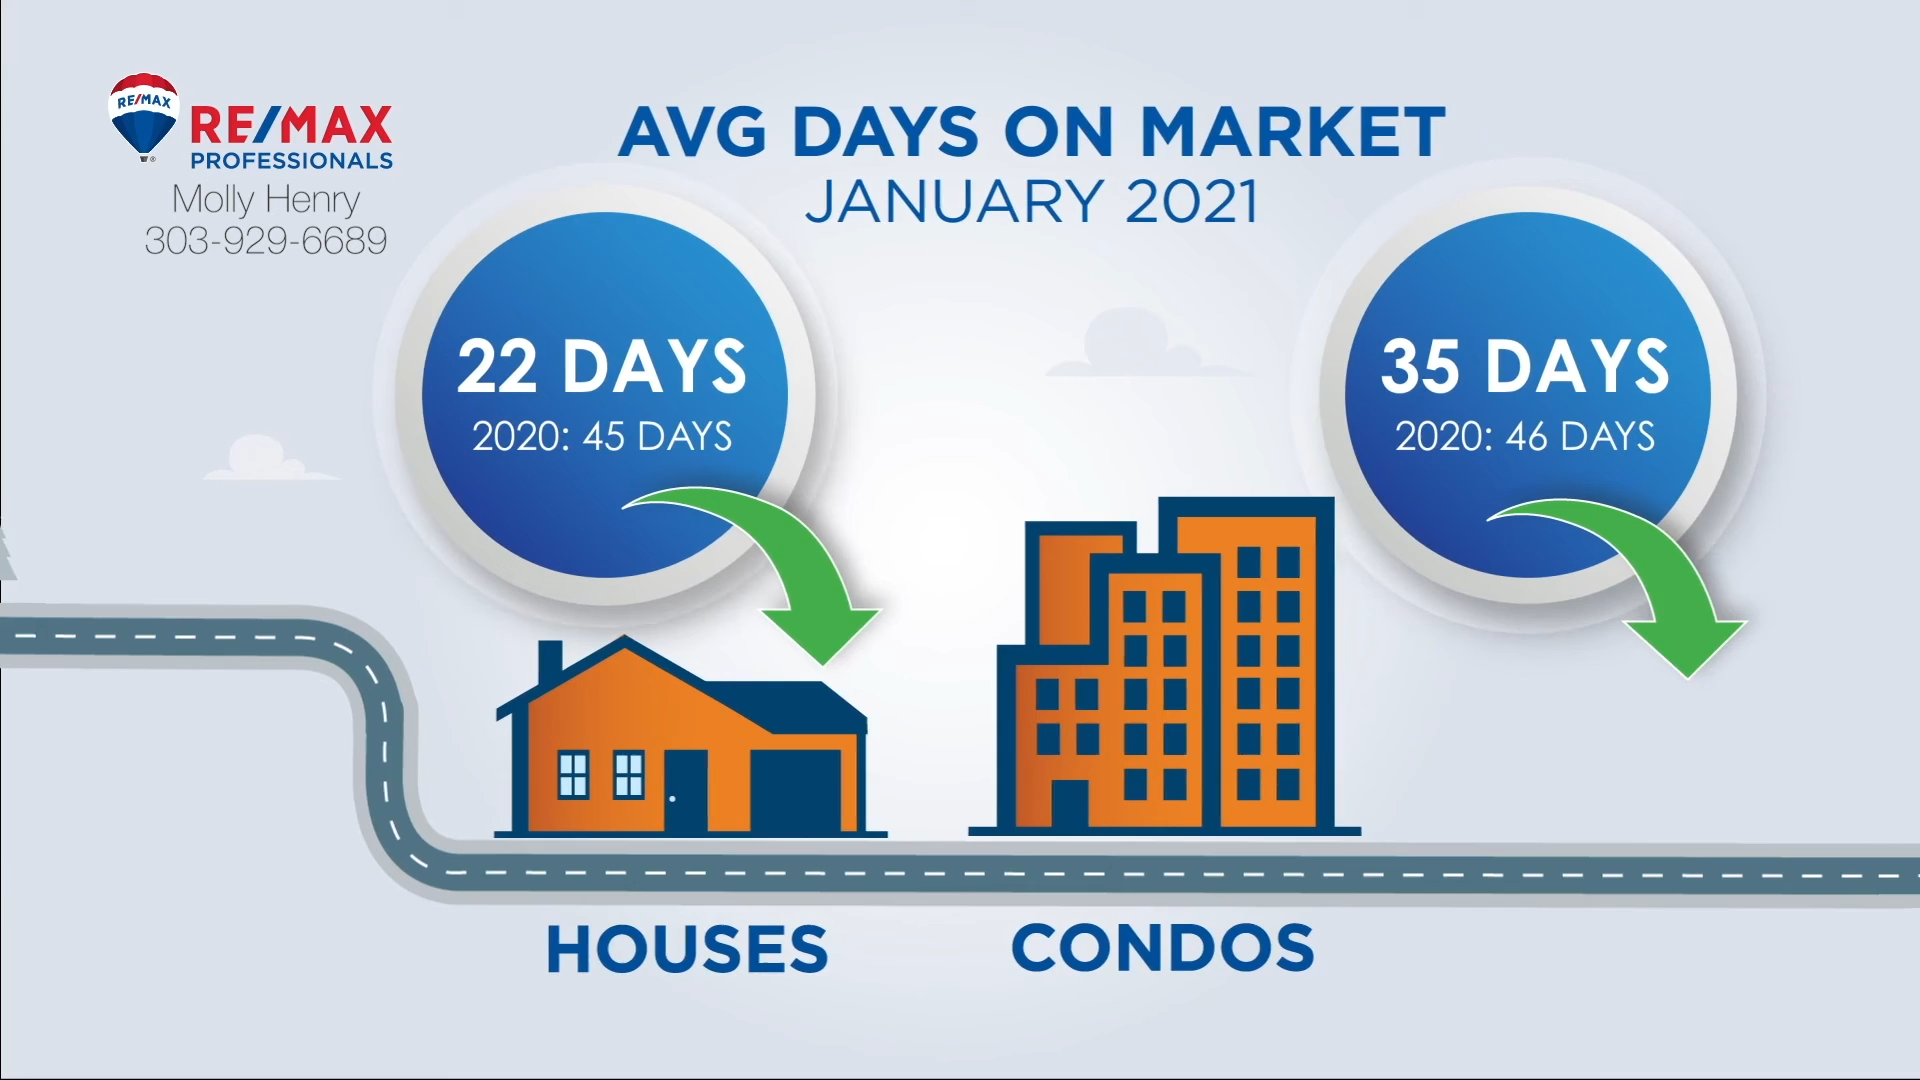 RE/MAX
RE/MAX
PROFESSIONALS
Molly Henry
303-929-6689
AVG DAYS ON MARKET
JANUARY 2021
22 DAYS
2020: 45 DAYS
35 DAYS
2020: 46 DAYS
HOUSES
CONDOS